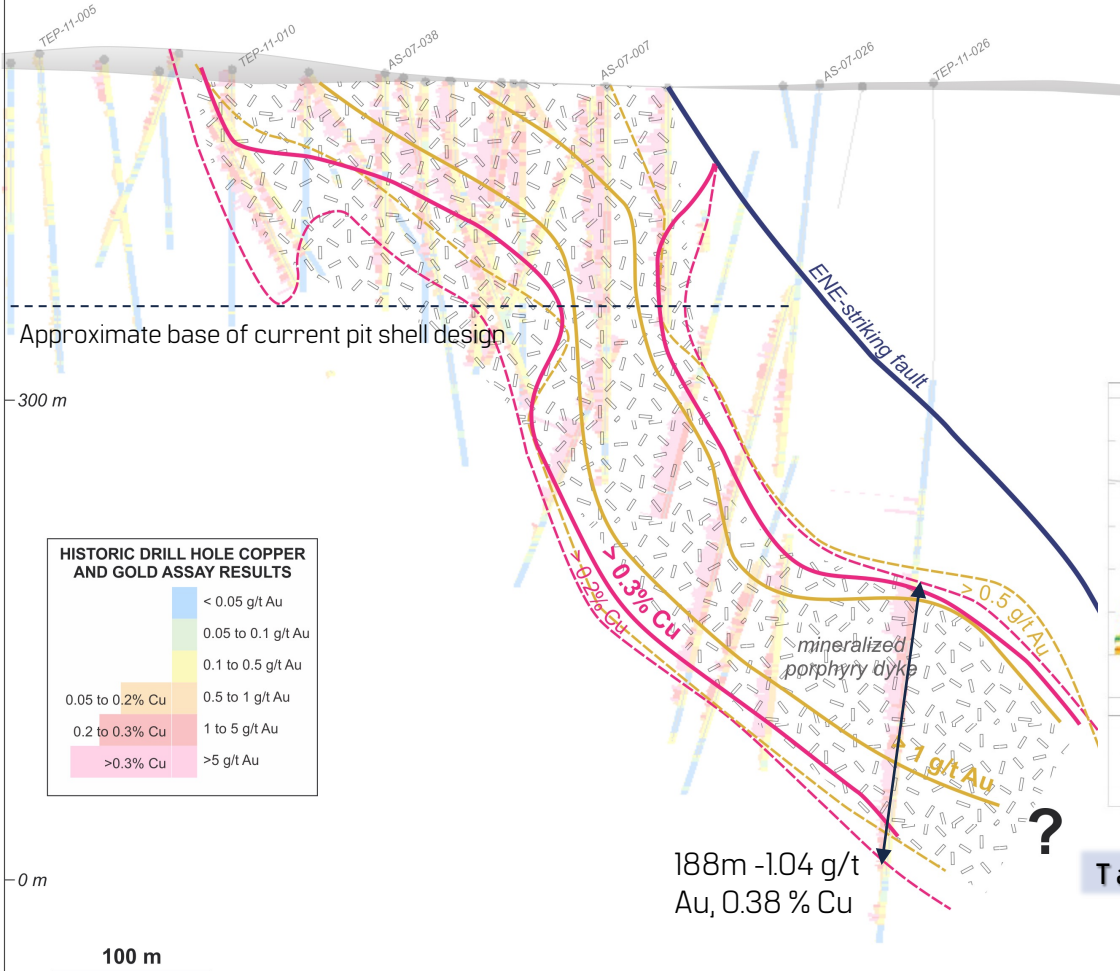 TEP-11-005
TEP-11-010
AS-07-038
AS-07-007
AS-07-026
TEP-11-026
ENE-striking fault
Approximate base of current pit shell design
300 m
HISTORIC DRILL HOLE COPPER
AND GOLD ASSAY RESULTS
< 0.05 g/t Au
0.05 to 0.1 g/t Au
0.1 to 0.5 g/t Au
0.05 to 0.2% Cu
0.5 to 1 g/t Au
0.2 to 0.3% Cu
1 to 5 g/t Au
>0.3% Cu
>5 g/t Au
> 0.2% Cu
> 0.3% Cu
> 0.5 g/t Au
mineralized
porphyry dyke
> 1 g/t Au
?
188m -1.04 g/t
Au, 0.38 % Cu
0 m
100 m